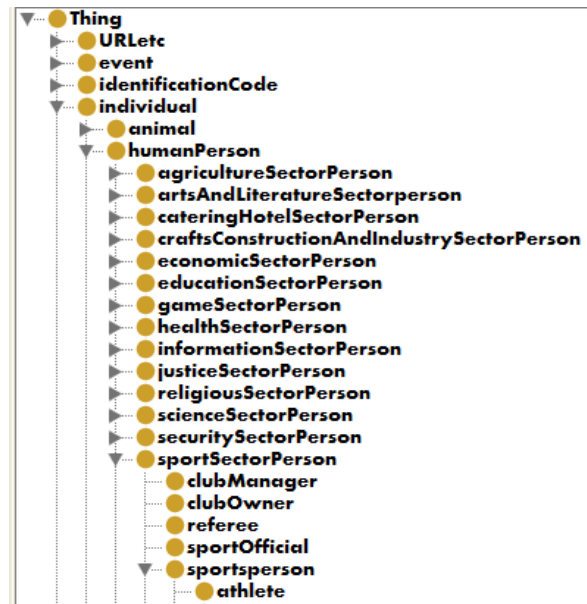 Thing
URLetc
event
identificationCode
individual
animal
humanPerson
agricultureSectorPerson
artsAndLiteratureSectorperson
cateringHotelSectorPerson
craftsConstructionAndIndustrySectorPerson
economicSectorPerson
educationSectorPerson
gameSectorPerson
healthSectorPerson
informationSectorPerson
justiceSectorPerson
religiousSectorPerson
scienceSectorPerson
securitySectorPerson
sportSectorPerson
clubManager
clubOwner
referee
sportOfficial
sportsperson
athlete